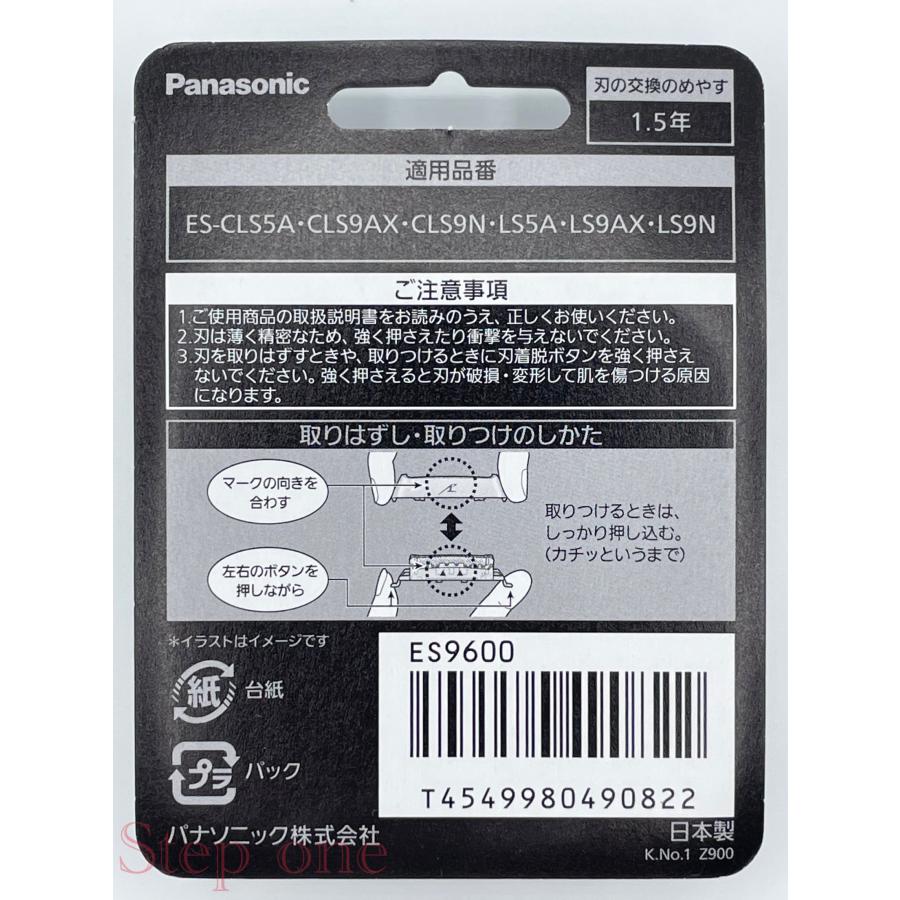 Panasonic
刃の交換のめやす
1.5年
適用品番
ES-CLS5A・CLS9AX・CLS9N・LS5A・LS9AX・LS9N
ご注意事項
1.ご使用商品の取扱説明書をお読みのうえ、正しくお使いください。
2.刃は薄く精密なため、強く押さえたり衝撃を与えないでください。
3.刃を取りはずすときや、取りつけるときに刃着脱ボタンを強く押さえ
ないでください。強く押さえると刃が破損・変形して肌を傷つける原因
になります。
取りはずし・取りつけのしかた
マークの向きを
合わす
取りつけるときは、
しっかり押し込む。
(カチッというまで)
左右のボタンを
押しながら
*イラストはイメージです
紙 台紙
プラ パック
パナソニック株式会社
ES9600
T4549980490822
日本製
K.No.1 Z900
Step one